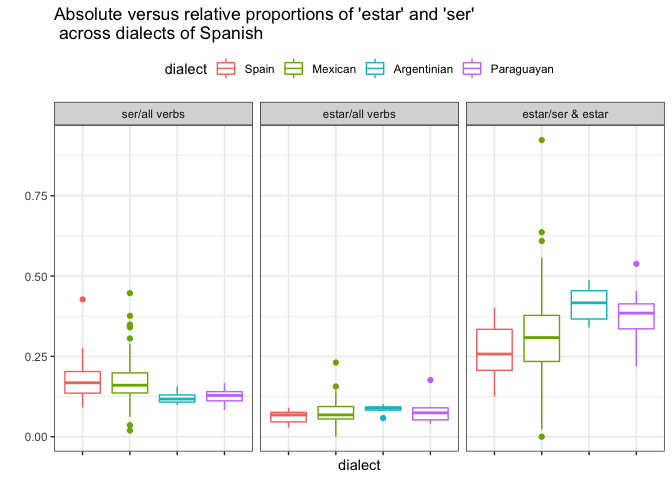 Absolute versus relative proportions of 'estar' and 'ser'
across dialects of Spanish
dialect Spain Mexican Argentinian Paraguayan
ser/all verbs estar/all verbs estar/ser & estar
0.75
0.50
0.25
0.00
dialect